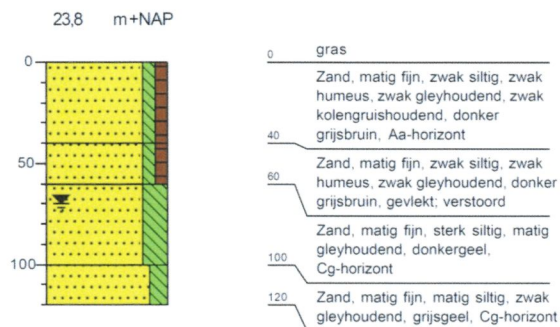 23,8 m+NAP
0
50
100
0 gras
Zand, matig fijn, zwak siltig, zwak
humeus, zwak gleyhoudend, zwak
kolengruishoudend, donker
grijsbruin, Aa-horizont
40
Zand, matig fijn, zwak siltig, zwak
humeus, zwak gleyhoudend, donker
grijsbruin, gevlekt; verstoord
60
Zand, matig fijn, sterk siltig, matig
gleyhoudend, donkergeel,
Cg-horizont
100
Zand, matig fijn, matig siltig, zwak
gleyhoudend, grijsgeel, Cg-horizont
120